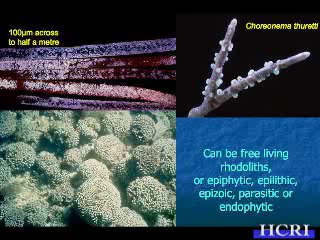 100µm across
to half a metre
Choreonema thuretii
Can be free living
rhodoliths,
or epiphytic, epilithic,
epizoic, parasitic or
endophytic
HCRI